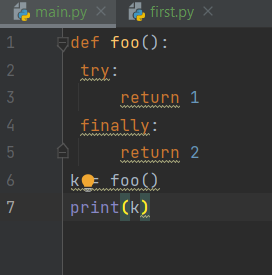 main.py first.py
1 def foo():
2 try:
3 return 1
4 finally:
5 return 2
6 k = foo()
7 print(k)